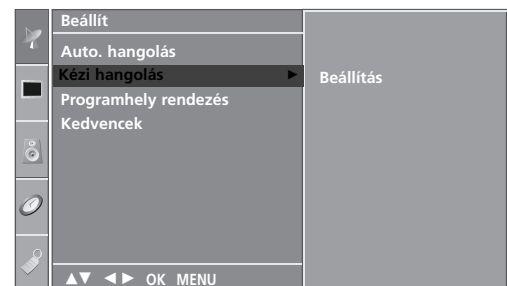 Beállít
Auto. hangolás
Kézi hangolás ►
Beállítás
Programhely rendezés
Kedvencek
▲▼ ◄► OK MENU